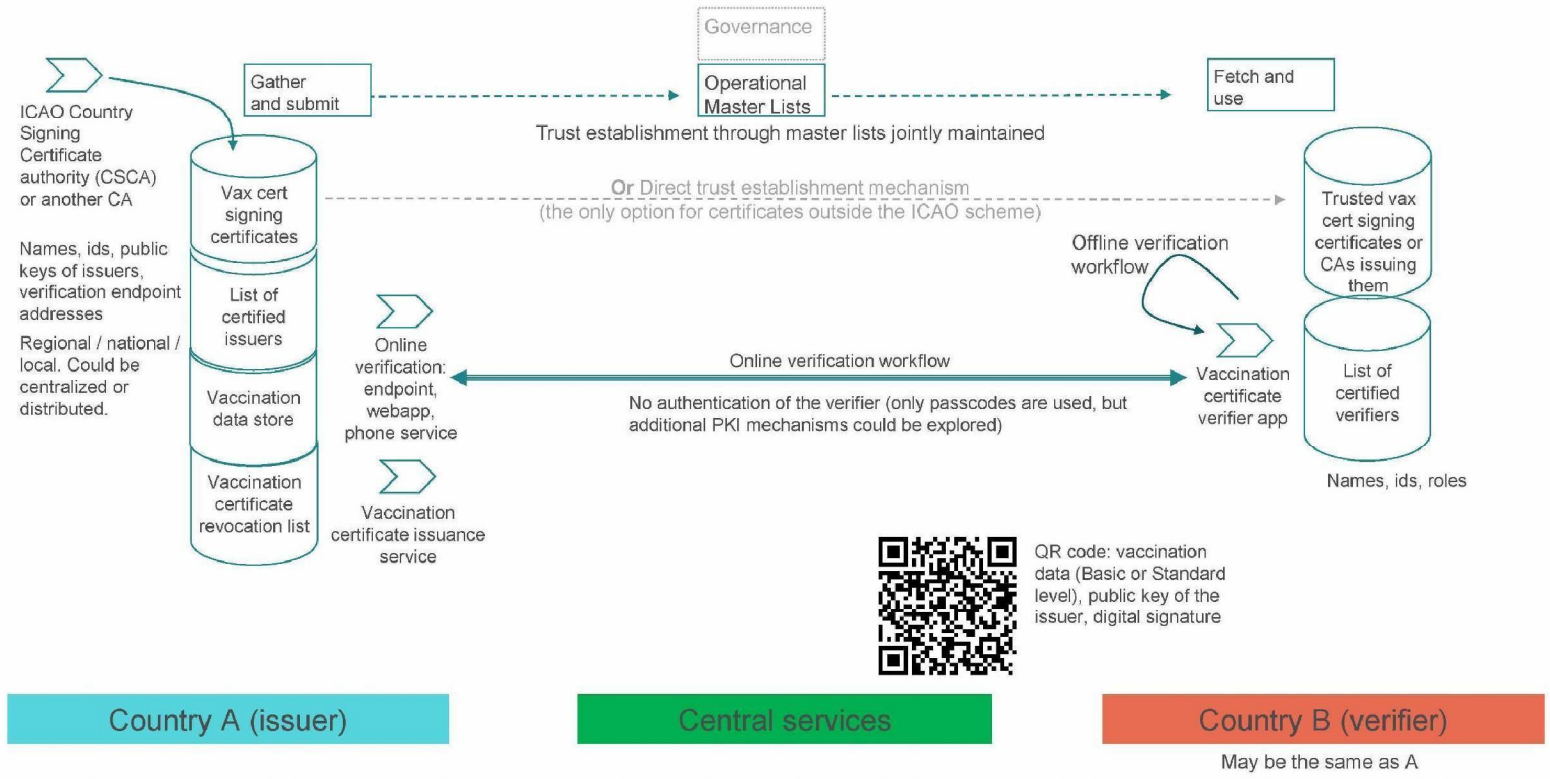 Governance
Gather
and submit
Operational
Master Lists
Fetch and
use
Trust establishment through master lists jointly maintained
ICAO Country
Signing
Certificate
authority (CSCA)
or another CA
Vax cert
signing
certificates
Or Direct trust establishment mechanism
(the only option for certificates outside the ICAO scheme)
Trusted vax
cert signing
certificates or
CAs issuing
them
Names, ids, public
keys of issuers,
verification endpoint
addresses
Offline verification
workflow
List of
certified
issuers
Regional / national /
local. Could be
centralized or
distributed.
Online
verification:
endpoint,
webapp,
phone service
Online verification workflow
No authentication of the verifier (only passcodes are used, but
additional PKI mechanisms could be explored)
Vaccination
certificate
verifier app
List of
certified
verifiers
Vaccination
data store
Names, ids, roles
Vaccination
certificate
revocation list
Vaccination
certificate issuance
service
QR code: vaccination
data (Basic or Standard
level), public key of the
issuer, digital signature
Country A (issuer)
Central services
Country B (verifier)
May be the same as A